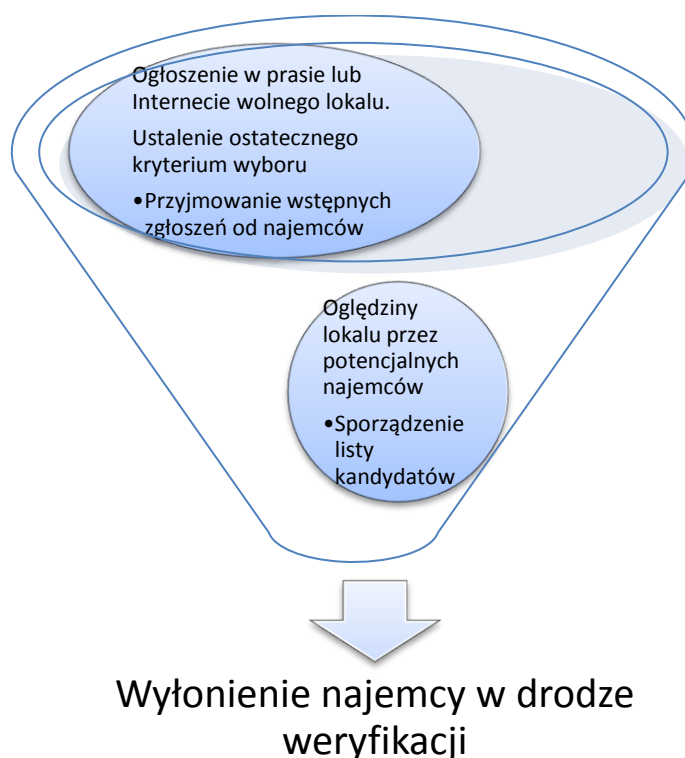 Ogłoszenie w prasie lub
Internecie wolnego lokalu.
Ustalenie ostatecznego
kryterium wyboru
•Przyjmowanie wstępnych
zgłoszeń od najemców
Oględziny
lokalu przez
potencjalnych
najemców
•Sporządzenie
listy
kandydatów
Wyłonienie najemcy w drodze
weryfikacji